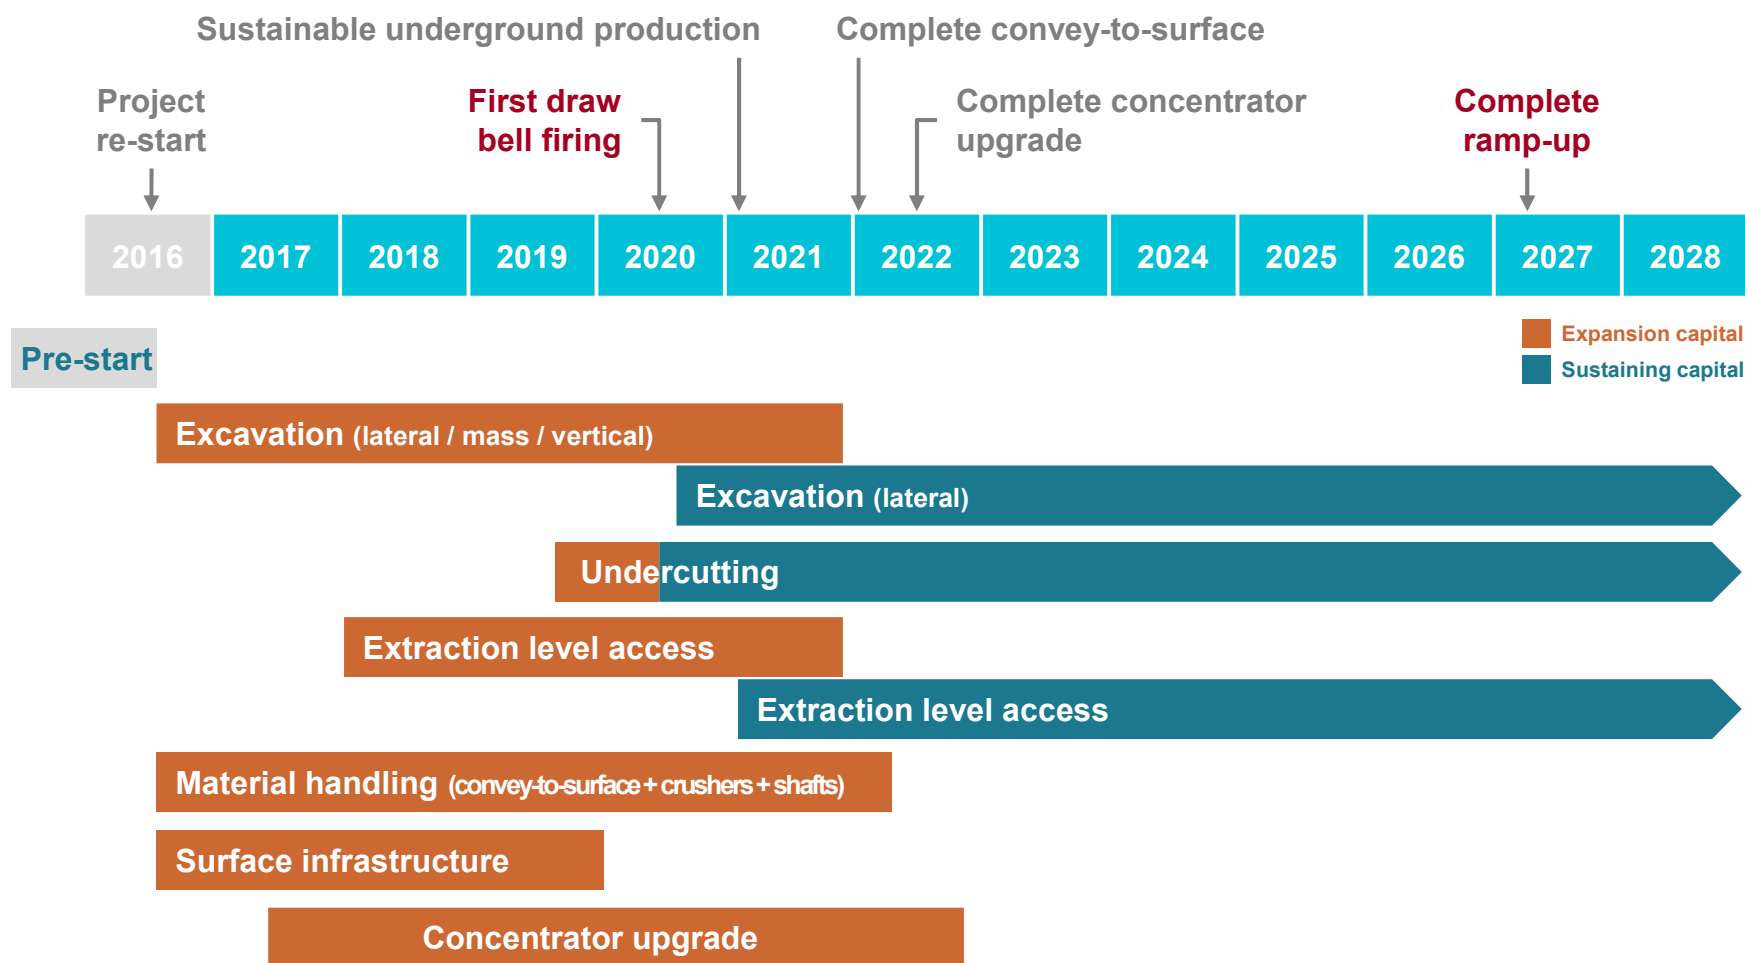 Sustainable underground production
Complete convey-to-surface
Project
re-start
First draw
bell firing
Complete concentrator
upgrade
Complete
ramp-up
2016 2017 2018 2019 2020 2021 2022 2023 2024 2025 2026 2027 2028
Expansion capital
Pre-start
Sustaining capital
Excavation (lateral / mass / vertical)
Excavation (lateral)
Undercutting
Extraction level access
Extraction level access
Material handling (convey-to-surface + crushers + shafts)
Surface infrastructure
Concentrator upgrade